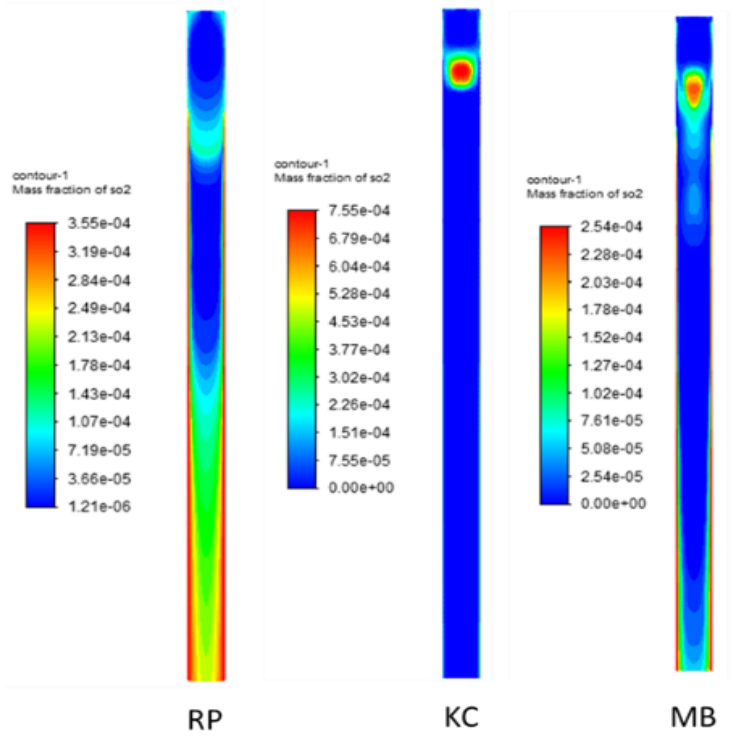 contour-1
Mass fraction of so2
3.55e-04
3.19e-04
2.84e-04
2.49e-04
2.13e-04
1.78e-04
1.43e-04
1.07e-04
7.19e-05
3.66e-05
1.21e-06
RP
contour-1
Mass fraction of so2
7.55e-04
6.79e-04
6.04e-04
5.28e-04
4.53e-04
3.77e-04
3.02e-04
2.26e-04
1.51e-04
7.55e-05
0.00e+00
KC
contour-1
Mass fraction of so2
2.54e-04
2.28e-04
2.03e-04
1.78e-04
1.52e-04
1.27e-04
1.02e-04
7.61e-05
5.08e-05
2.54e-05
0.00e+00
MB